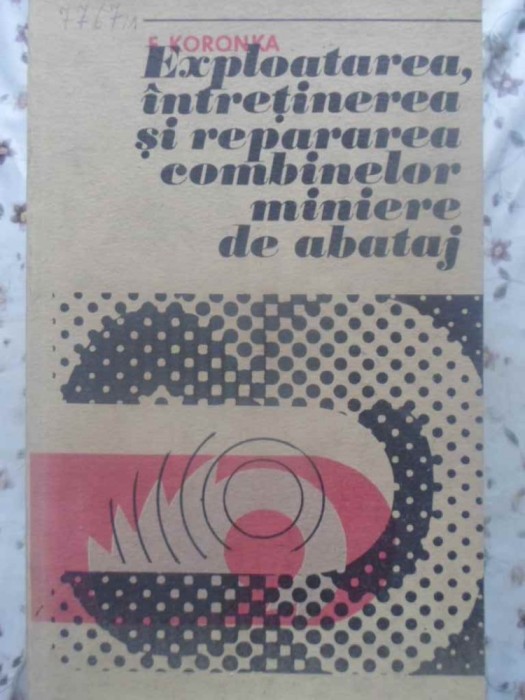 F. KORONKA
Exploatarea,
întreținerea
și repararea
combinelor
miniere
de abataj